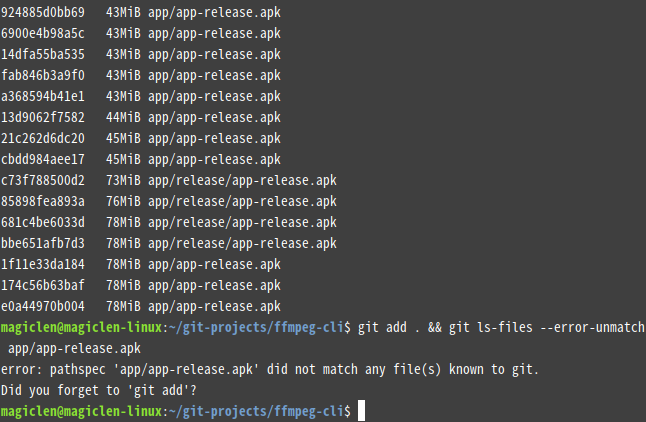 924885d0bb69   43MiB app/app-release.apk
6900e4b98a5c   43MiB app/app-release.apk
14dfa55ba535   43MiB app/app-release.apk
fab846b3a9f0   43MiB app/app-release.apk
a368594b41e1   43MiB app/app-release.apk
13d9062f7582   44MiB app/app-release.apk
21c262d6dc20   45MiB app/app-release.apk
cbdd984aee17   45MiB app/app-release.apk
c73f788500d2   73MiB app/release/app-release.apk
85898fea893a   76MiB app/release/app-release.apk
681c4be6033d   78MiB app/release/app-release.apk
bbe651afb7d3   78MiB app/release/app-release.apk
1f11e33da184   78MiB app/app-release.apk
174c56b63baf   78MiB app/app-release.apk
e0a44970b004   78MiB app/app-release.apk
magiclen@magiclen-linux:~/git-projects/ffmpeg-cli$ git add . && git ls-files --error-unmatch
 app/app-release.apk
error: pathspec 'app/app-release.apk' did not match any file(s) known to git.
Did you forget to 'git add'?
magiclen@magiclen-linux:~/git-projects/ffmpeg-cli$